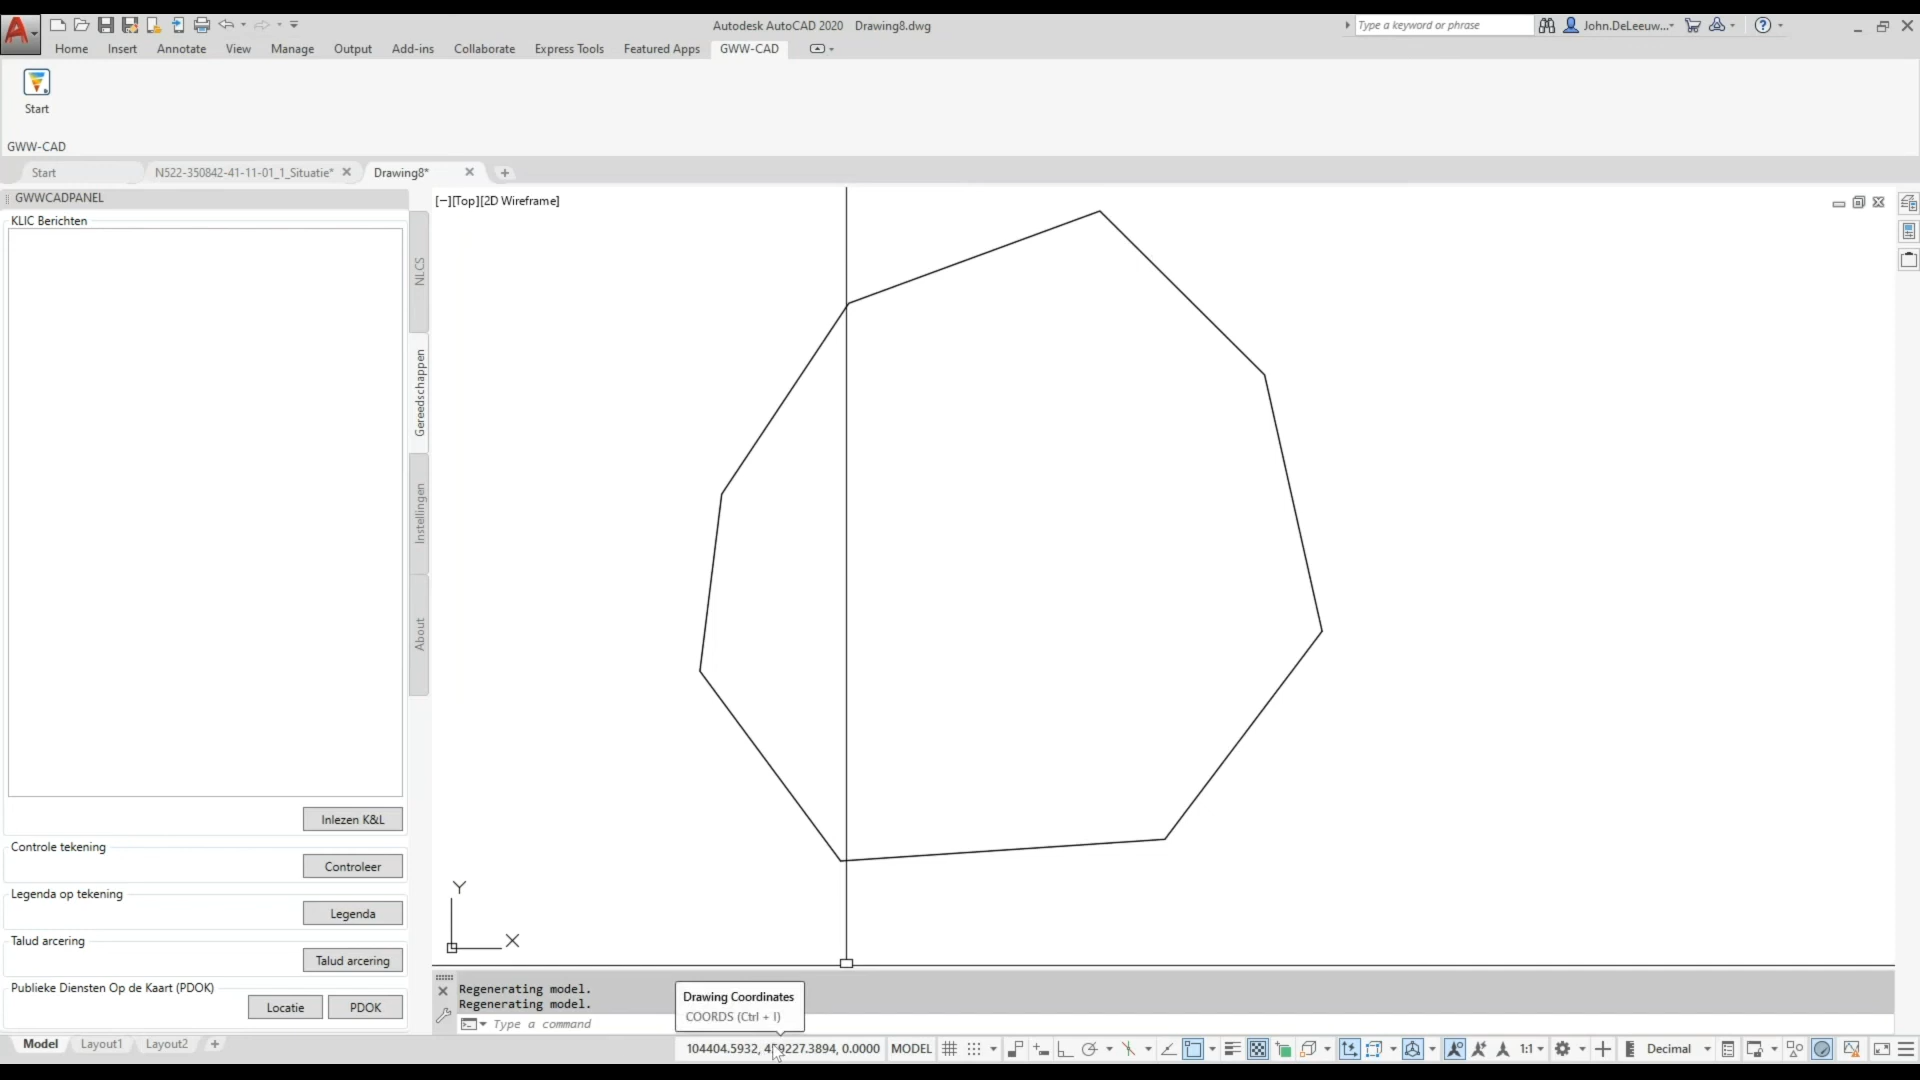 Autodesk AutoCAD 2020 Drawing8.dwg
Type a keyword or phrase
John.DeLeeuw...
Home Insert Annotate View Manage Output Add-ins Collaborate Express Tools Featured Apps GWW-CAD
Start
GWW-CAD
Start N522-350842-41-11-01_1_Situatie* Drawing8*
GWWCADPANEL
[−][Top][2D Wireframe]
KLIC Berichten
NLCS
Gereedschappen
Instellingen
About
Inlezen K&L
Controle tekening
Controleer
Legenda op tekening
Legenda
Talud arcering
Talud arcering
Publieke Diensten Op de Kaart (PDOK)
Locatie PDOK
Y
X
Regenerating model.
Regenerating model.
Type a command
Drawing Coordinates
COORDS (Ctrl + I)
Model Layout1 Layout2
104404.5932, 0.0000 MODEL 1:1 Decimal